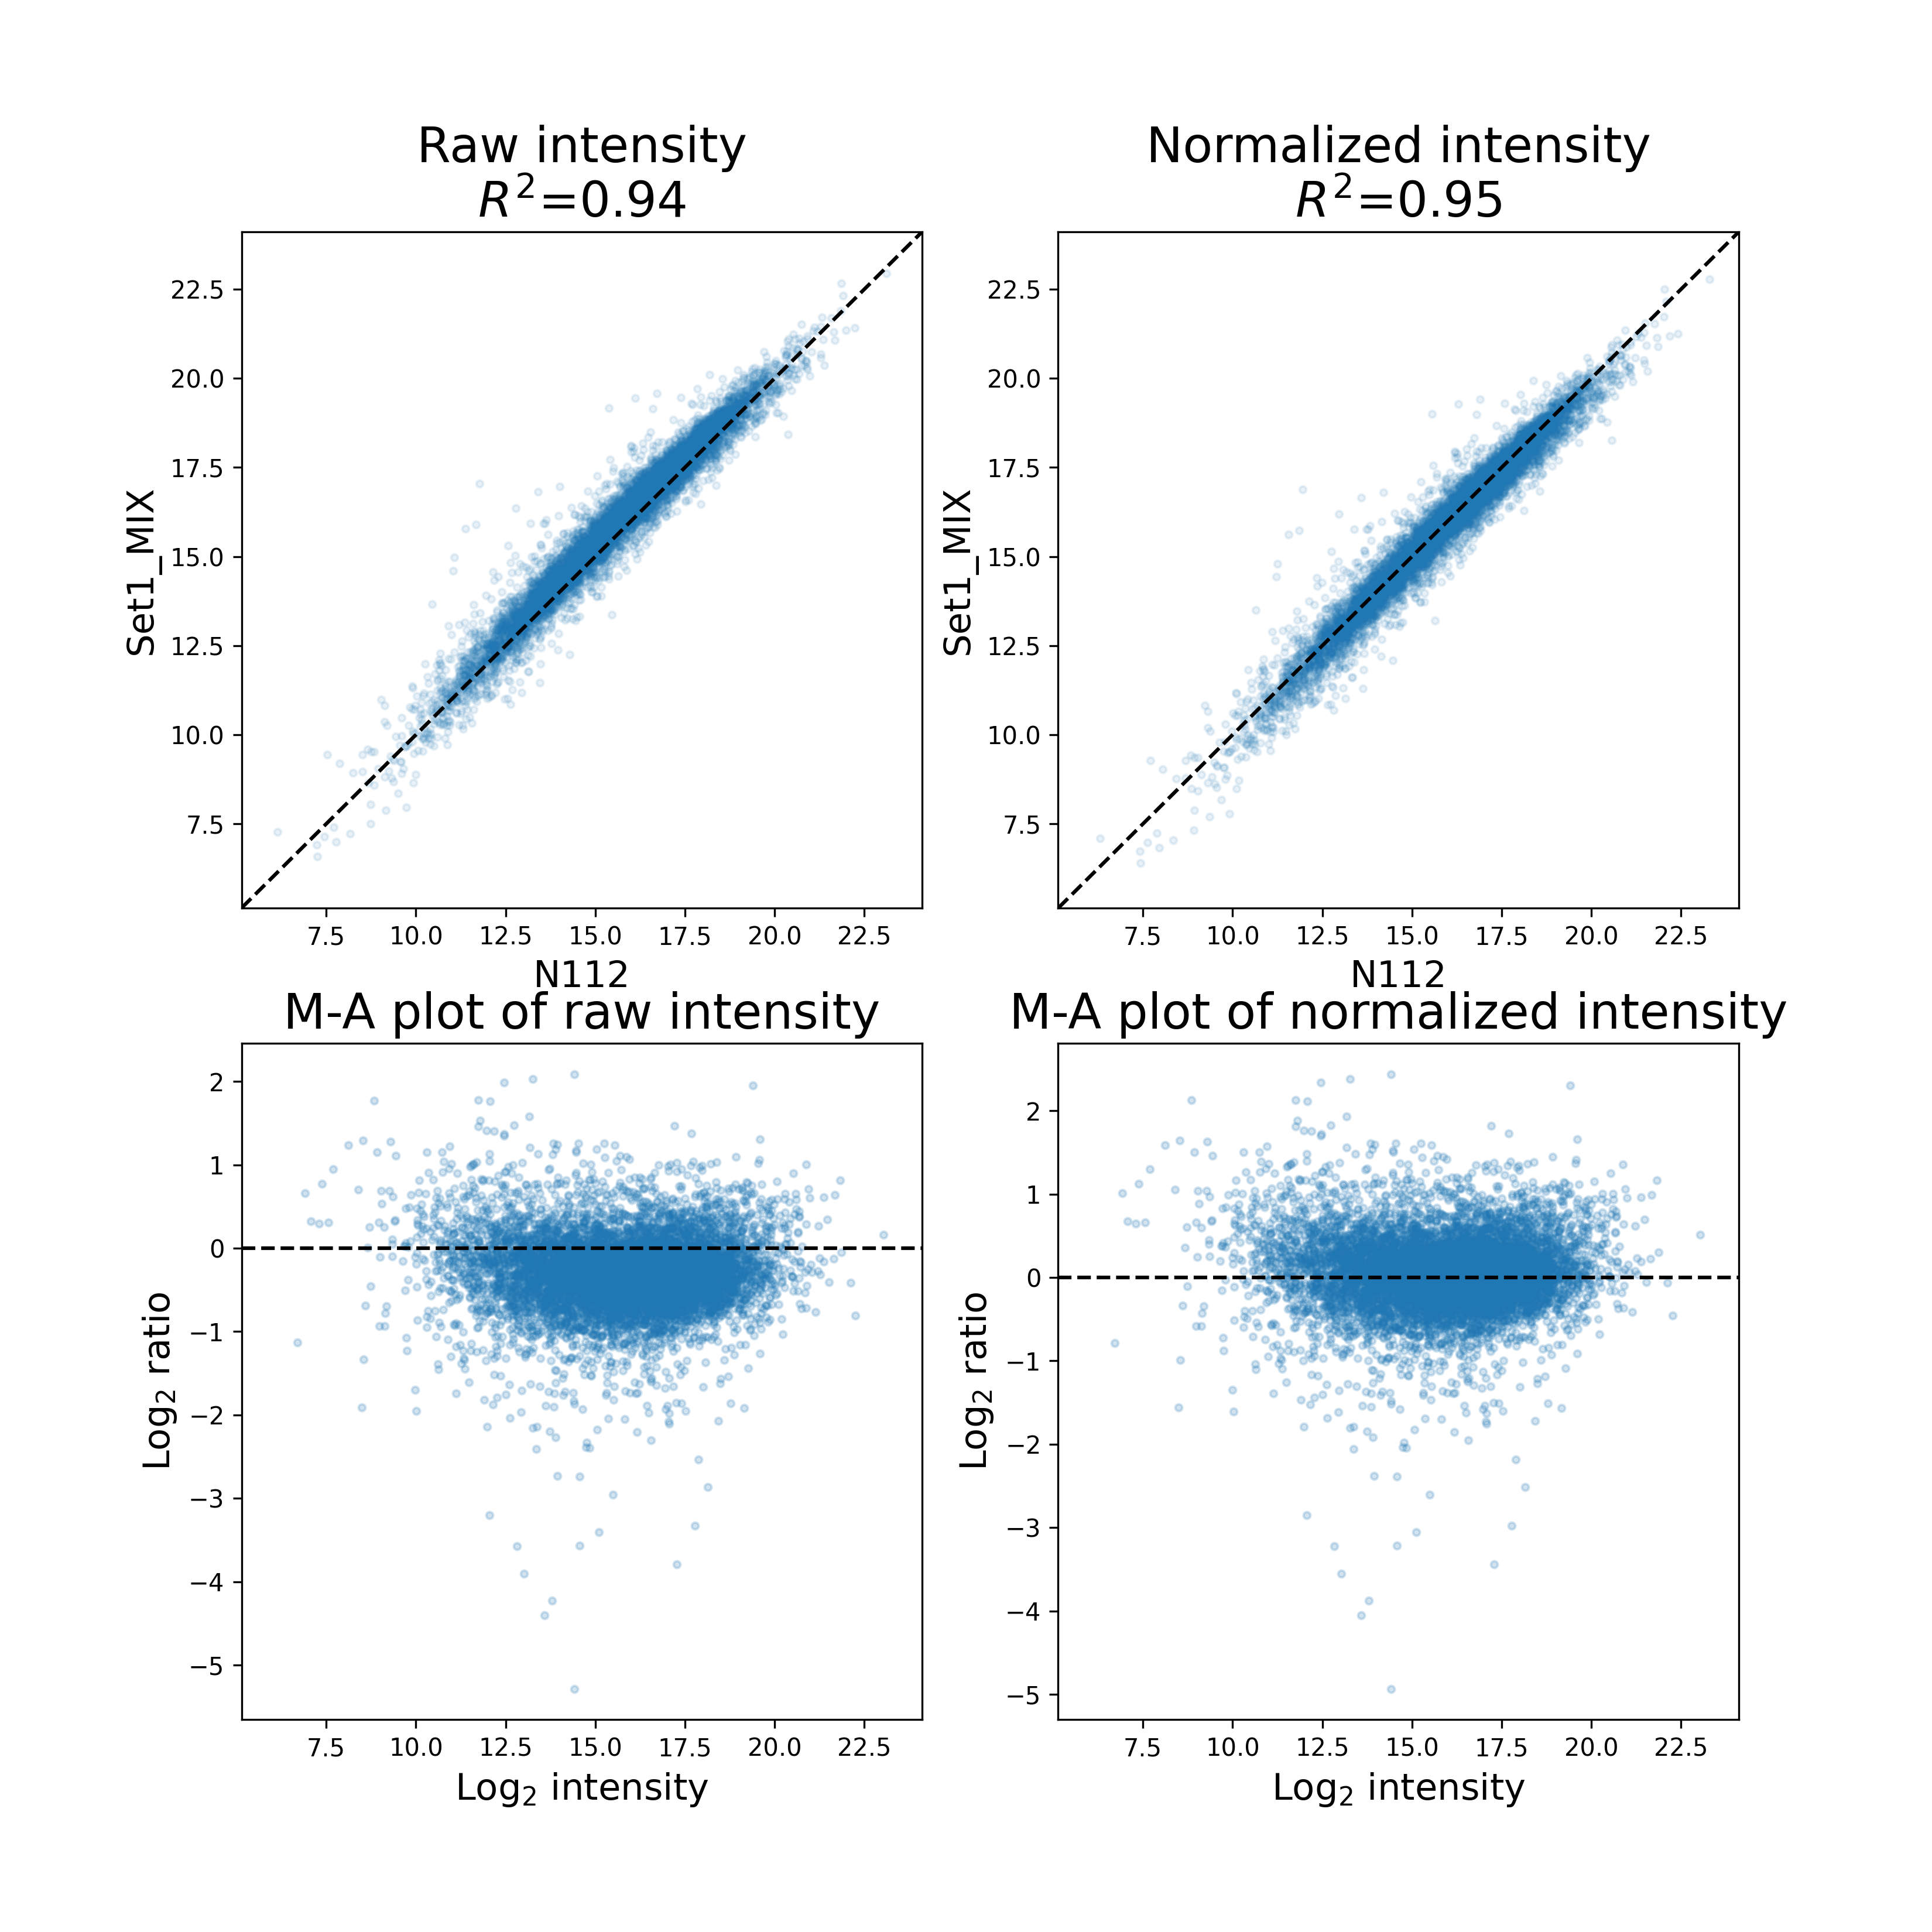 Raw intensity
R²=0.94
22.5
20.0
17.5
15.0
12.5
10.0
7.5
Set1_MIX
7.5 10.0 12.5 15.0 17.5 20.0 22.5
N112
Normalized intensity
R²=0.95
22.5
20.0
17.5
15.0
12.5
10.0
7.5
Set1_MIX
7.5 10.0 12.5 15.0 17.5 20.0 22.5
N112
M-A plot of raw intensity
2
1
0
−1
−2
−3
−4
−5
Log₂ ratio
7.5 10.0 12.5 15.0 17.5 20.0 22.5
Log₂ intensity
M-A plot of normalized intensity
2
1
0
−1
−2
−3
−4
−5
Log₂ ratio
7.5 10.0 12.5 15.0 17.5 20.0 22.5
Log₂ intensity